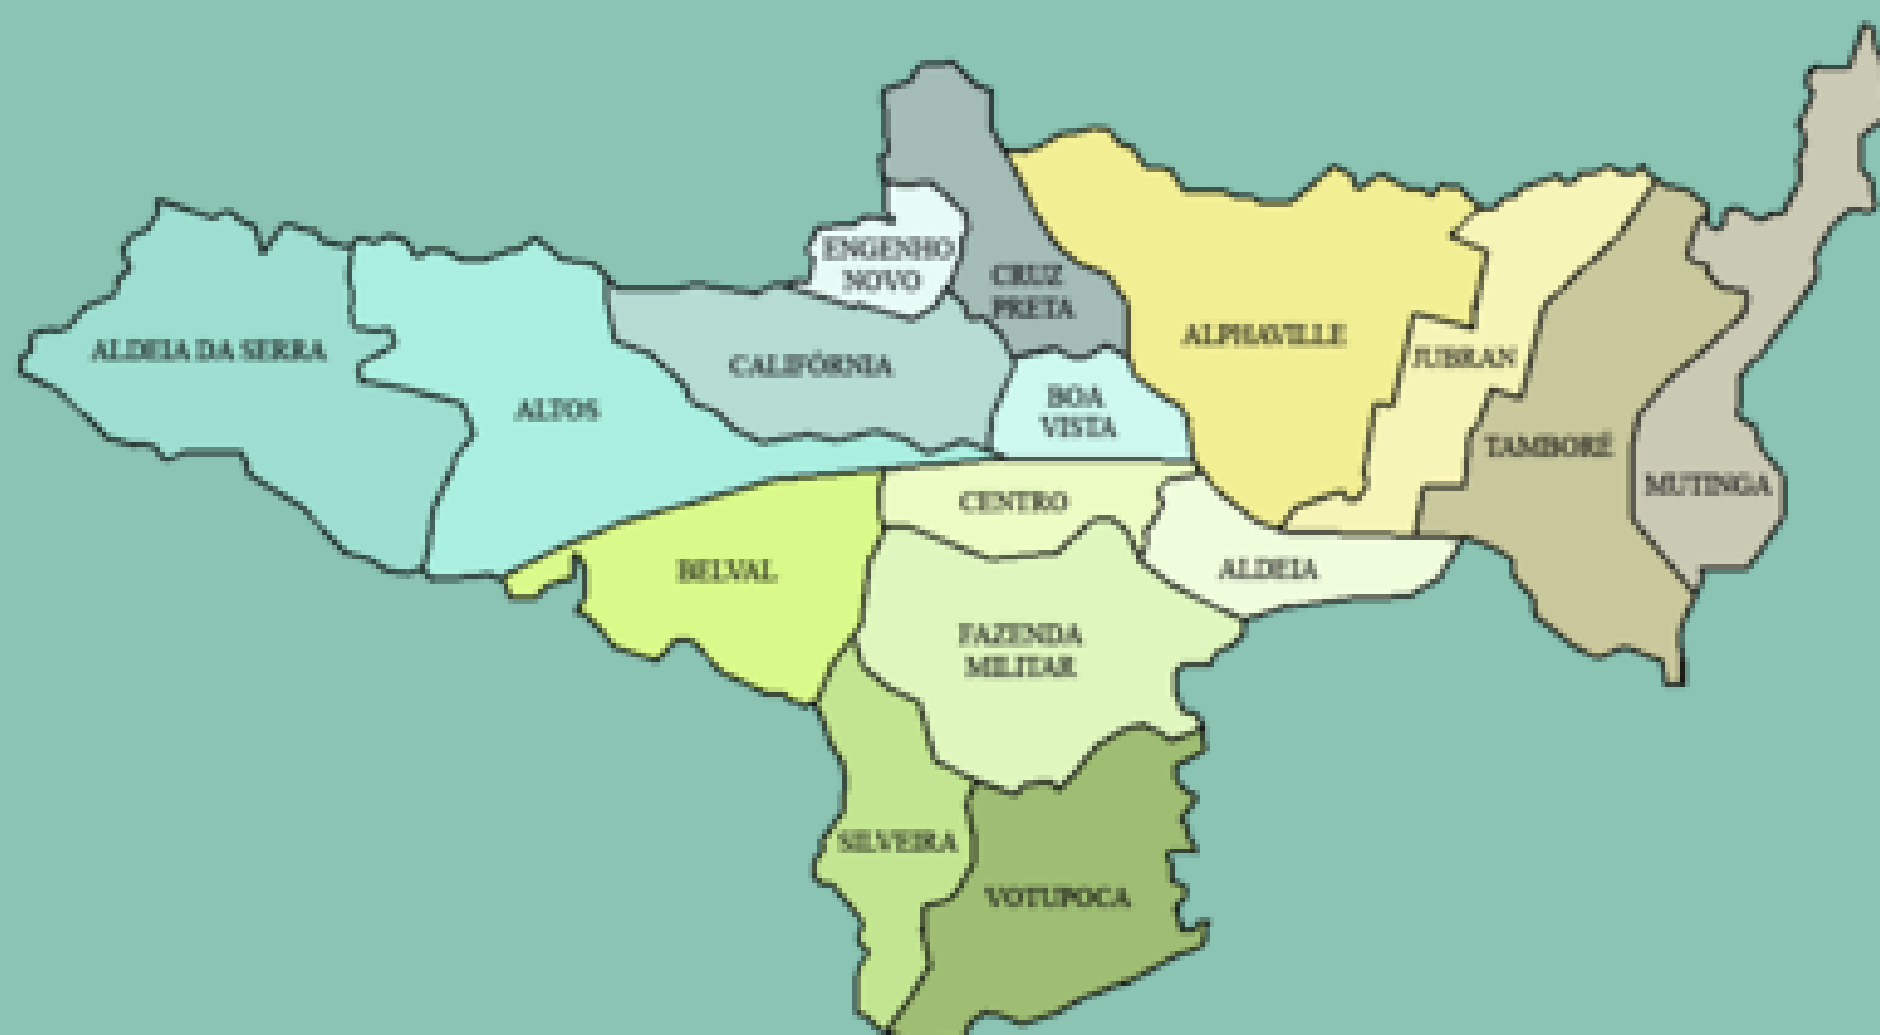 ENGENHO
NOVO
CRUZ
PRETA
ALDEIA DA SERRA
ALPHAVILLE
JUBRAN
CALIFÓRNIA
ALTOS
BOA
VISTA
TAMBORÉ
MUTINGA
CENTRO
BELVAL
ALDEIA
FAZENDA
MILITAR
SILVEIRA
VOTUPOCA